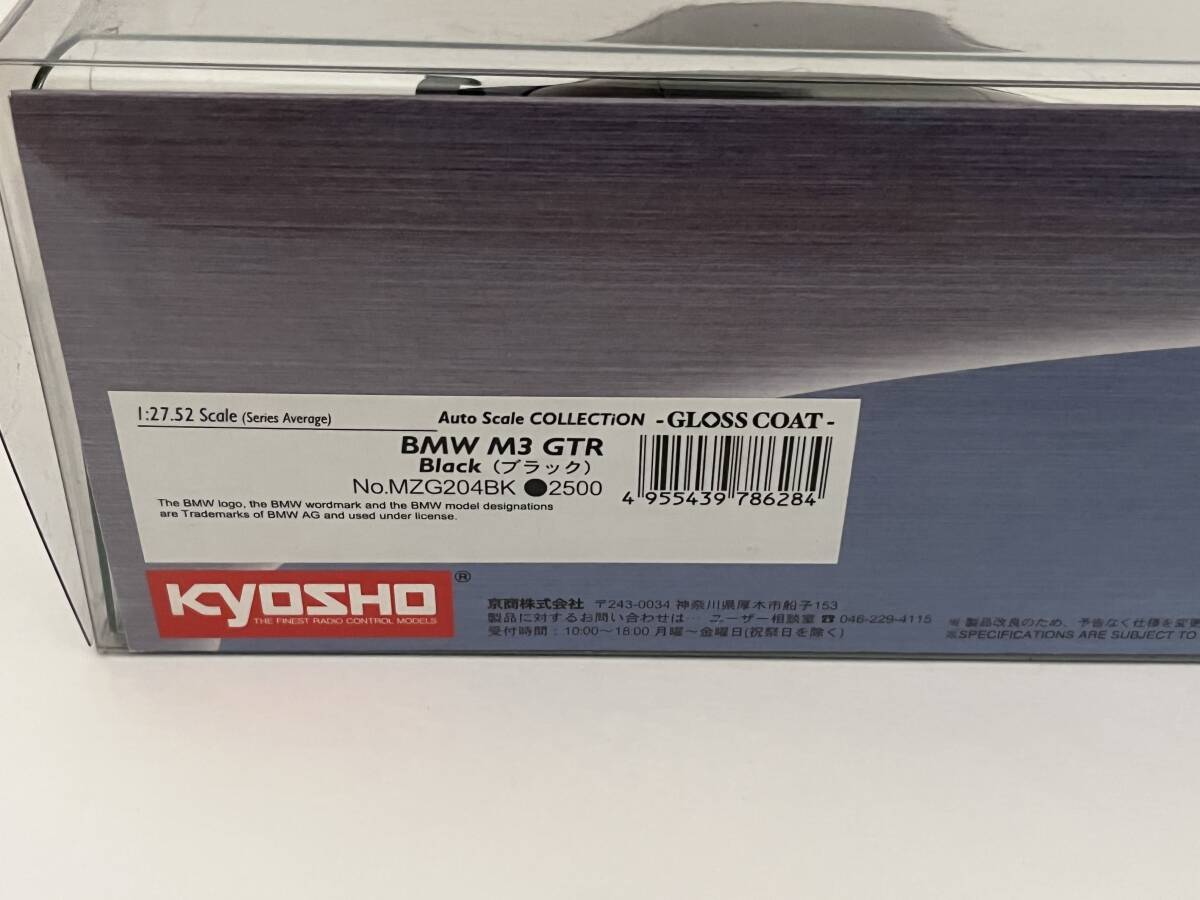 1:27.52 Scale (Series Average)
Auto Scale COLLECTiON -GLOSS COAT-
BMW M3 GTR
Black (ブラック)
No.MZG204BK ●2500
The BMW logo, the BMW wordmark and the BMW model designations
are Trademarks of BMW AG and used under license.
4 955439 786284
KYOSHO ®
THE FINEST RADIO CONTROL MODELS
京商株式会社 〒243-0034 神奈川県厚木市船子153
製品に対するお問い合わせは… ユーザー相談室 ☎ 046-229-4115
受付時間：10:00～18:00 月曜～金曜日(祝祭日を除く)
※ 製品改良のため、予告なく仕様を変更
※SPECIFICATIONS ARE SUBJECT TO